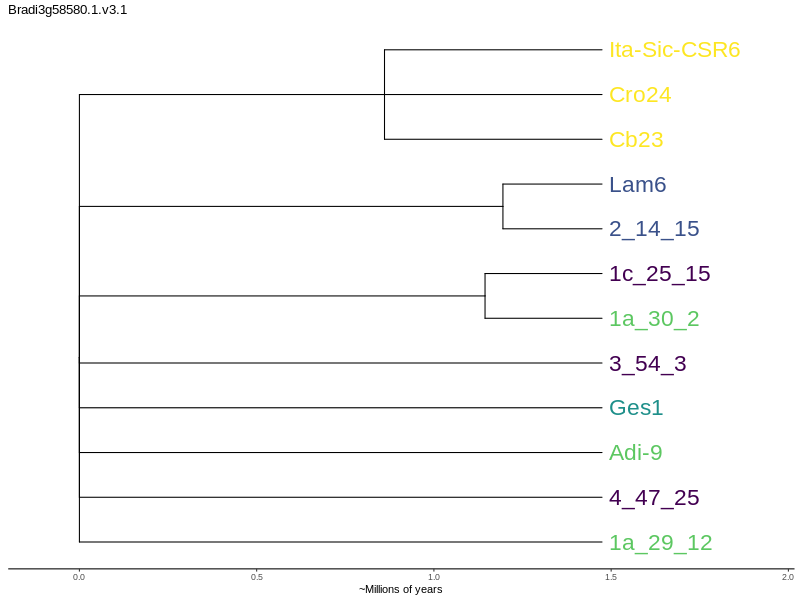 Bradi3g58580.1.v3.1
Ita-Sic-CSR6
Cro24
Cb23
Lam6
2_14_15
1c_25_15
1a_30_2
3_54_3
Ges1
Adi-9
4_47_25
1a_29_12
0.0 0.5 1.0 1.5 2.0
~Millions of years